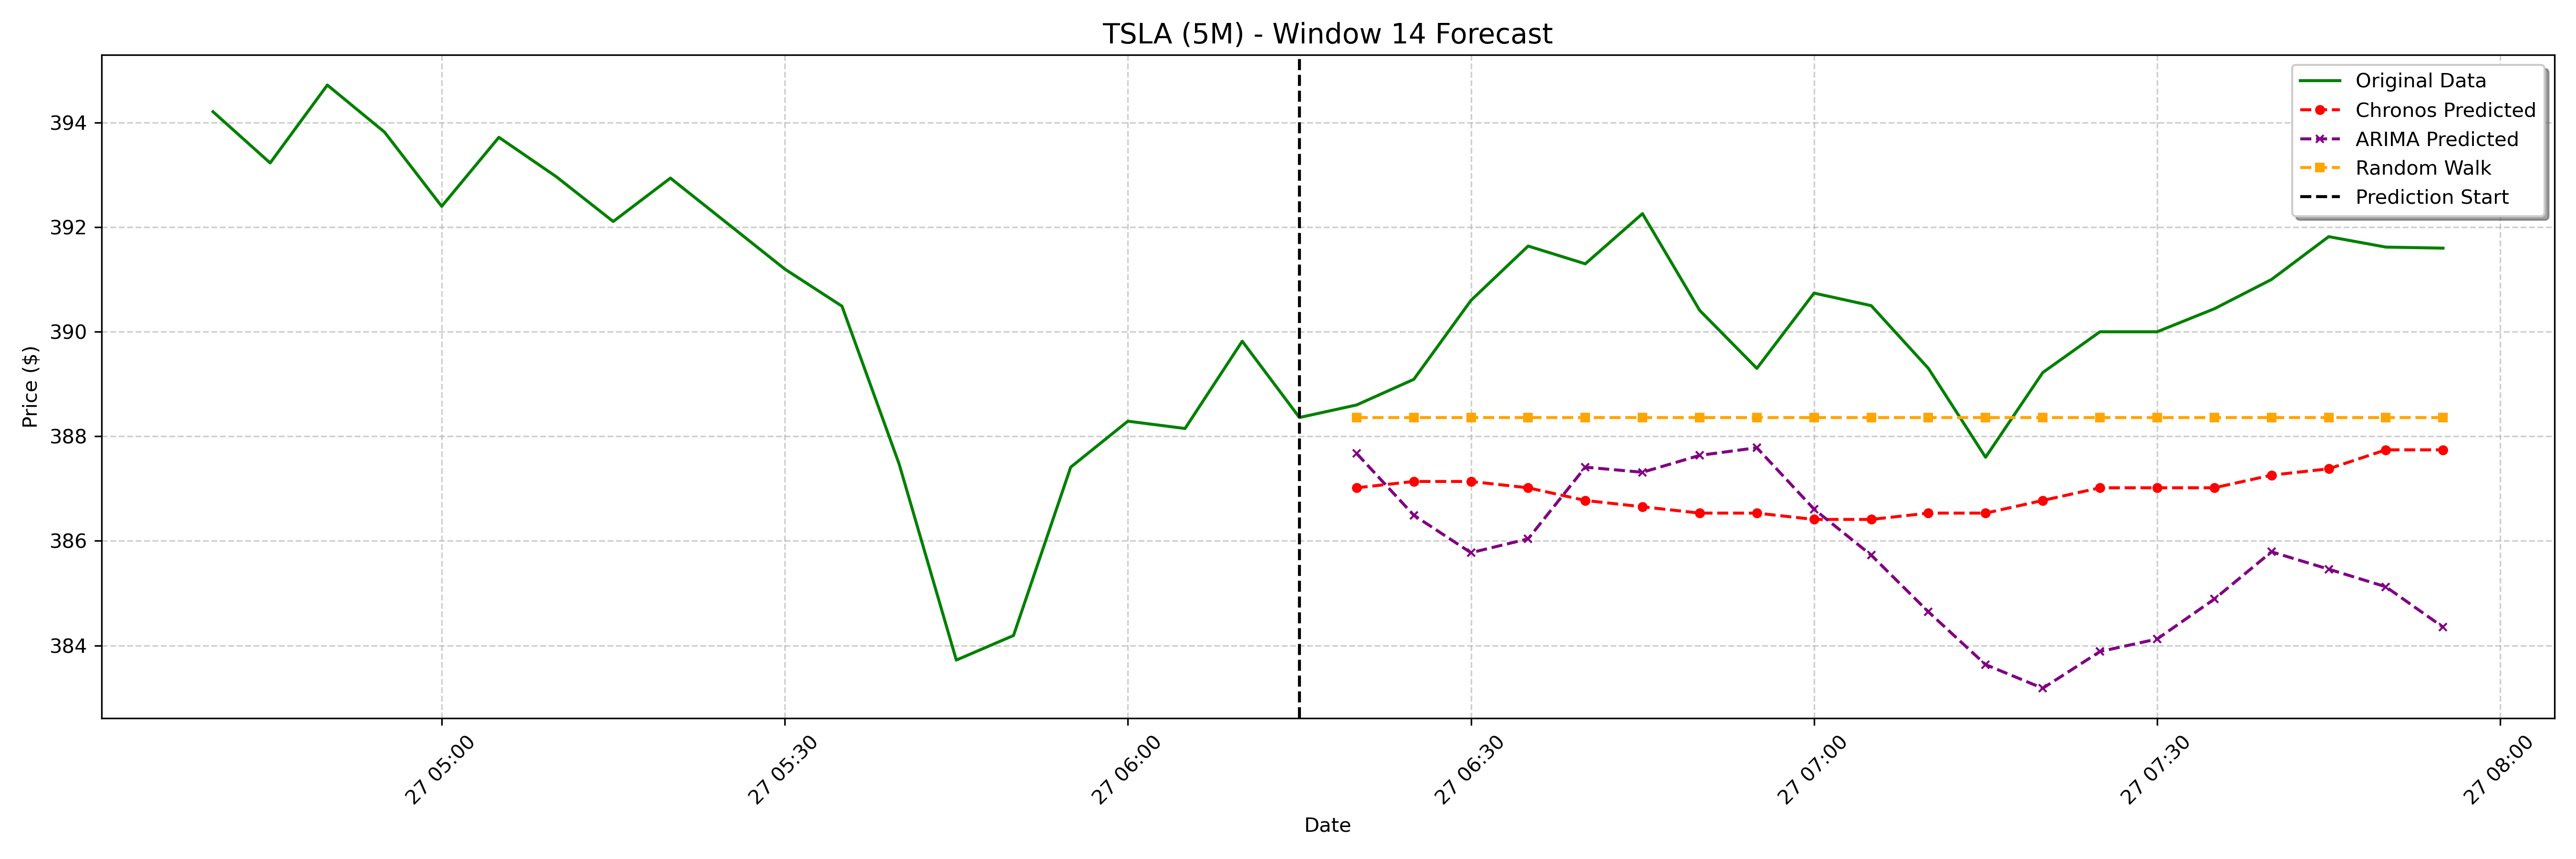 TSLA (5M) - Window 14 Forecast
Original Data
Chronos Predicted
ARIMA Predicted
Random Walk
Prediction Start
Price ($)
394
392
390
388
386
384
27 05:00
27 05:30
27 06:00
27 06:30
27 07:00
27 07:30
27 08:00
Date